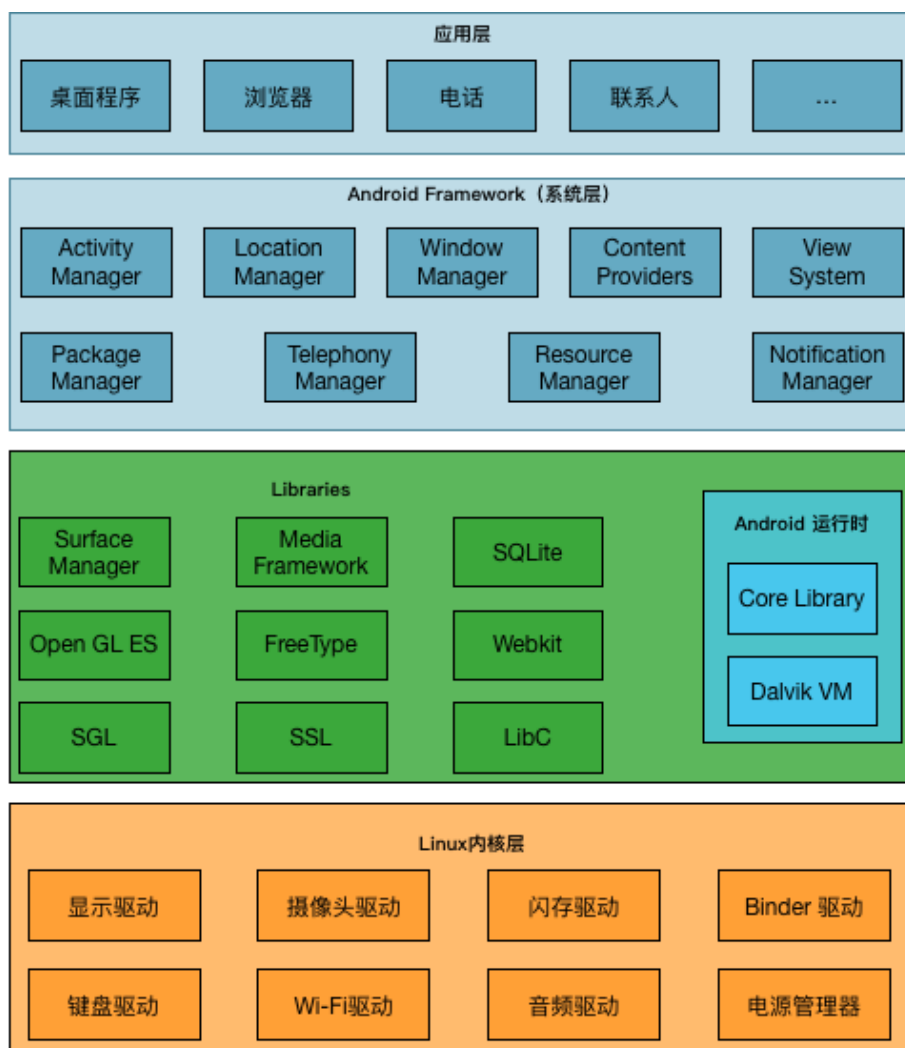 应用层
桌面程序
浏览器
电话
联系人
...
Android Framework（系统层）
Activity
Manager
Location
Manager
Window
Manager
Content
Providers
View
System
Package
Manager
Telephony
Manager
Resource
Manager
Notification
Manager
Libraries
Surface
Manager
Media
Framework
SQLite
Open GL ES
FreeType
Webkit
SGL
SSL
LibC
Android 运行时
Core Library
Dalvik VM
Linux内核层
显示驱动
摄像头驱动
闪存驱动
Binder 驱动
键盘驱动
Wi-Fi驱动
音频驱动
电源管理器